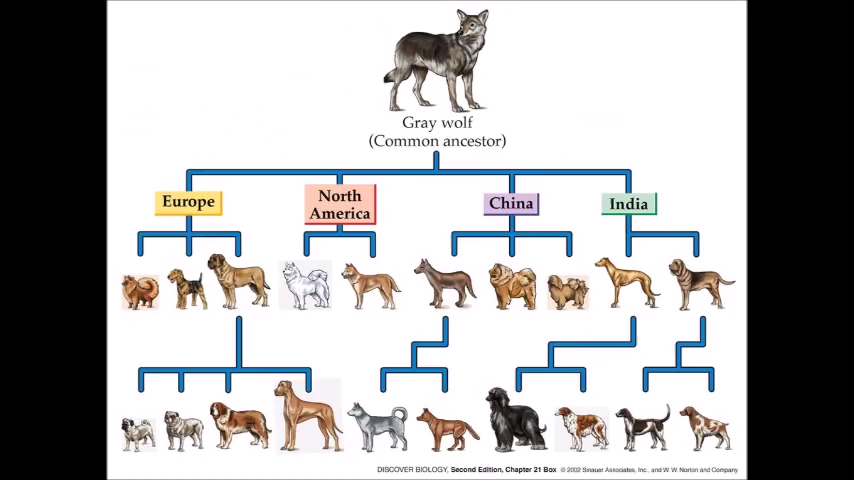 Gray wolf
(Common ancestor)
Europe
North
America
China
India
DISCOVER BIOLOGY, Second Edition, Chapter 21 Box © 2002 Sinauer Associates, Inc., and W. W. Norton and Company